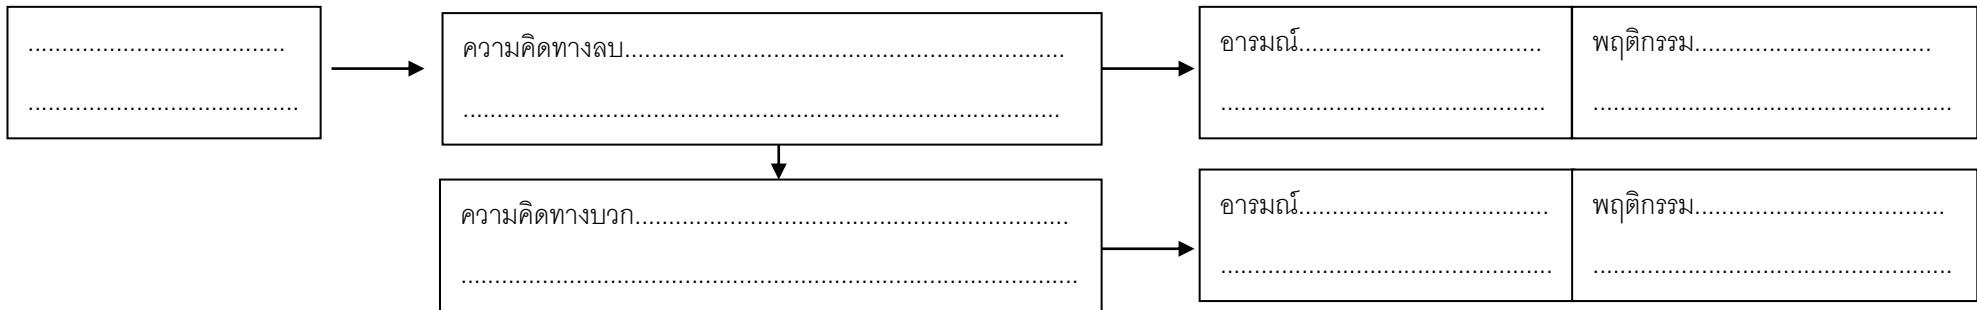 ......................................
........................................
ความคิดทางลบ.................................................................
........................................................................................
อารมณ์....................................
................................................
พฤติกรรม...................................
.....................................................
ความคิดทางบวก................................................................
...........................................................................................
อารมณ์.....................................
.................................................
พฤติกรรม.....................................
.....................................................